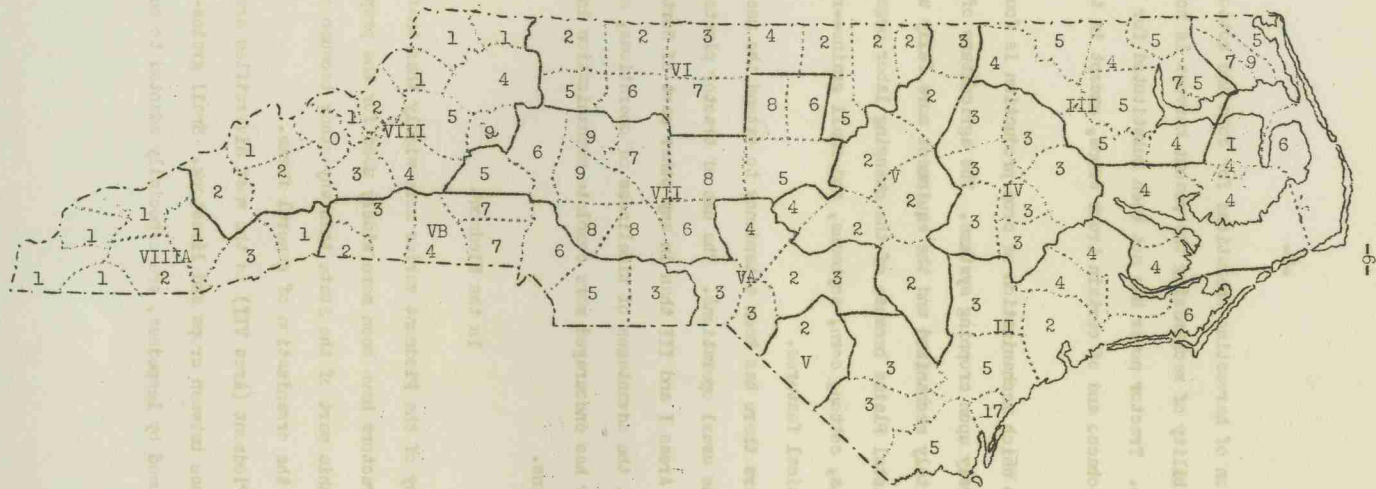 1 1 2 2 3 4 2 2 2 3 5 5 5
4 4 7 9
1 4 VI III
5 6 7 7 5
2 8 6 2 5
1 1 5 5 3
0 VIII 9 3 5 4 I
1 6 9 7 2 V 6
2 3 4 5 9 VII 8 5 3 3 4 4
2 IV
1 3 7 4 2 3 3 4
1 1 1 VB 8 8 6 4 2 3 4
VIIIA 3 2 4 7 6 VA 2 2 2 4 4
1 1 2 5 3 3 3 3 II 2 6
2
V 3 5
3 17
5
-6-